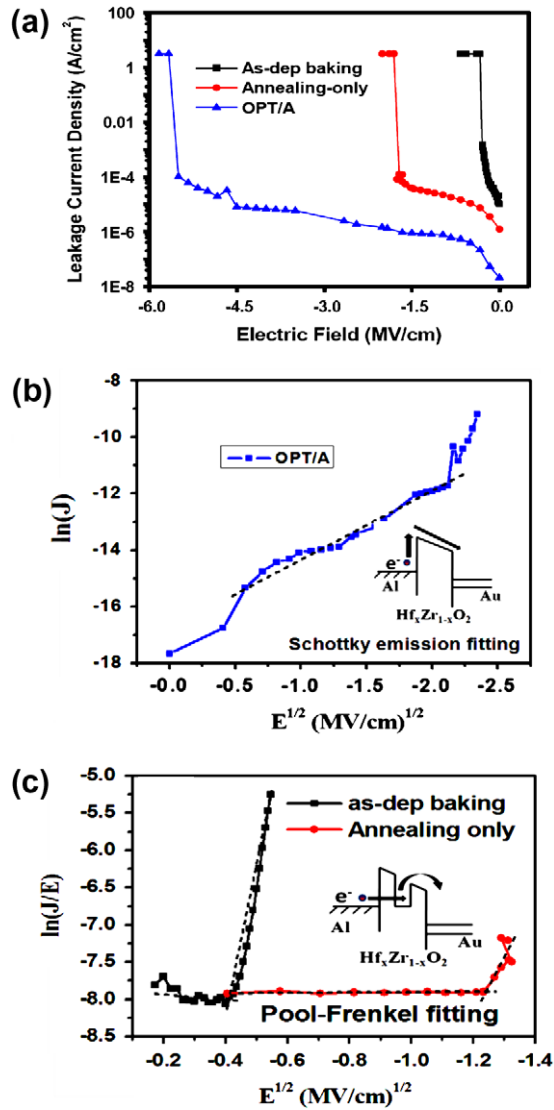 (a)
Leakage Current Density (A/cm²)
100
1
0.01
1E-4
1E-6
1E-8
As-dep baking
Annealing-only
OPT/A
-6.0 -4.5 -3.0 -1.5 0.0
Electric Field (MV/cm)
(b)
ln(J)
-8
-10
-12
-14
-16
-18
OPT/A
e-
Al
Au
HfxZr1-xO2
Schottky emission fitting
-0.0 -0.5 -1.0 -1.5 -2.0 -2.5
E1/2 (MV/cm)1/2
(c)
ln(J/E)
-5.0
-5.5
-6.0
-6.5
-7.0
-7.5
-8.0
-8.5
as-dep baking
Annealing only
e-
Al
Au
HfxZr1-xO2
Pool-Frenkel fitting
-0.2 -0.4 -0.6 -0.8 -1.0 -1.2 -1.4
E1/2 (MV/cm)1/2